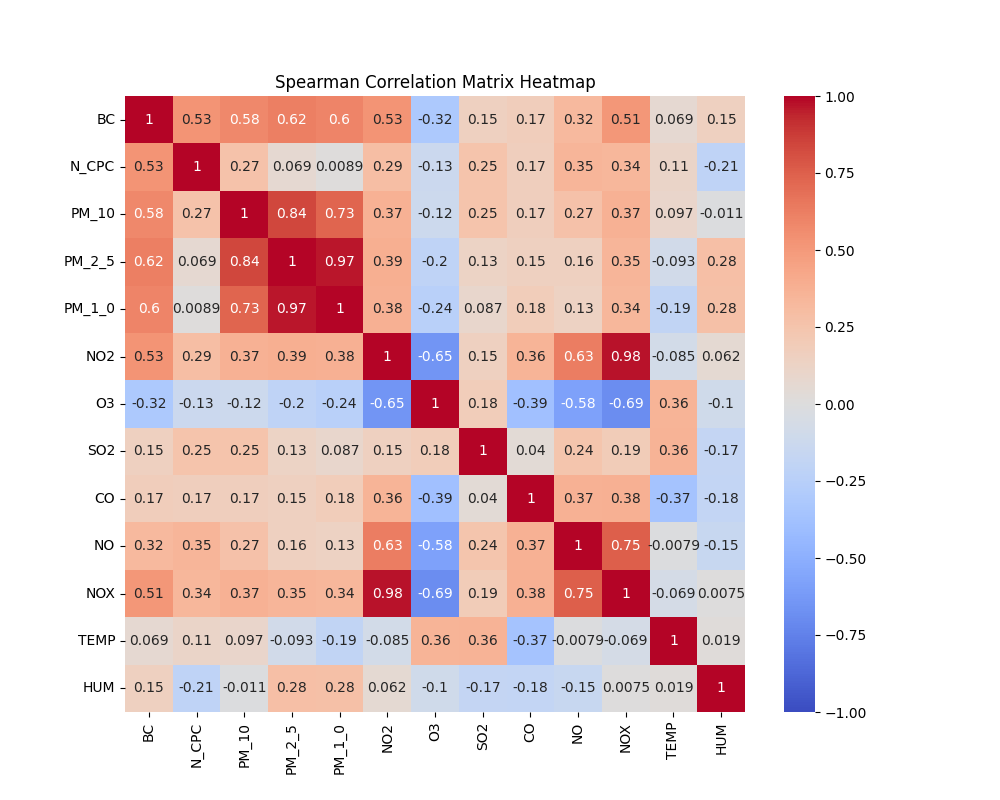 Spearman Correlation Matrix Heatmap
BC 1 0.53 0.58 0.62 0.6 0.53 -0.32 0.15 0.17 0.32 0.51 0.069 0.15
N_CPC 0.53 1 0.27 0.069 0.0089 0.29 -0.13 0.25 0.17 0.35 0.34 0.11 -0.21
PM_10 0.58 0.27 1 0.84 0.73 0.37 -0.12 0.25 0.17 0.27 0.37 0.097 -0.011
PM_2_5 0.62 0.069 0.84 1 0.97 0.39 -0.2 0.13 0.15 0.16 0.35 -0.093 0.28
PM_1_0 0.6 0.0089 0.73 0.97 1 0.38 -0.24 0.087 0.18 0.13 0.34 -0.19 0.28
NO2 0.53 0.29 0.37 0.39 0.38 1 -0.65 0.15 0.36 0.63 0.98 -0.085 0.062
O3 -0.32 -0.13 -0.12 -0.2 -0.24 -0.65 1 0.18 -0.39 -0.58 -0.69 0.36 -0.1
SO2 0.15 0.25 0.25 0.13 0.087 0.15 0.18 1 0.04 0.24 0.19 0.36 -0.17
CO 0.17 0.17 0.17 0.15 0.18 0.36 -0.39 0.04 1 0.37 0.38 -0.37 -0.18
NO 0.32 0.35 0.27 0.16 0.13 0.63 -0.58 0.24 0.37 1 0.75 -0.0079 -0.15
NOX 0.51 0.34 0.37 0.35 0.34 0.98 -0.69 0.19 0.38 0.75 1 -0.069 0.0075
TEMP 0.069 0.11 0.097 -0.093 -0.19 -0.085 0.36 0.36 -0.37 -0.0079 -0.069 1 0.019
HUM 0.15 -0.21 -0.011 0.28 0.28 0.062 -0.1 -0.17 -0.18 -0.15 0.0075 0.019 1
BC N_CPC PM_10 PM_2_5 PM_1_0 NO2 O3 SO2 CO NO NOX TEMP HUM
1.00
0.75
0.50
0.25
0.00
−0.25
−0.50
−0.75
−1.00